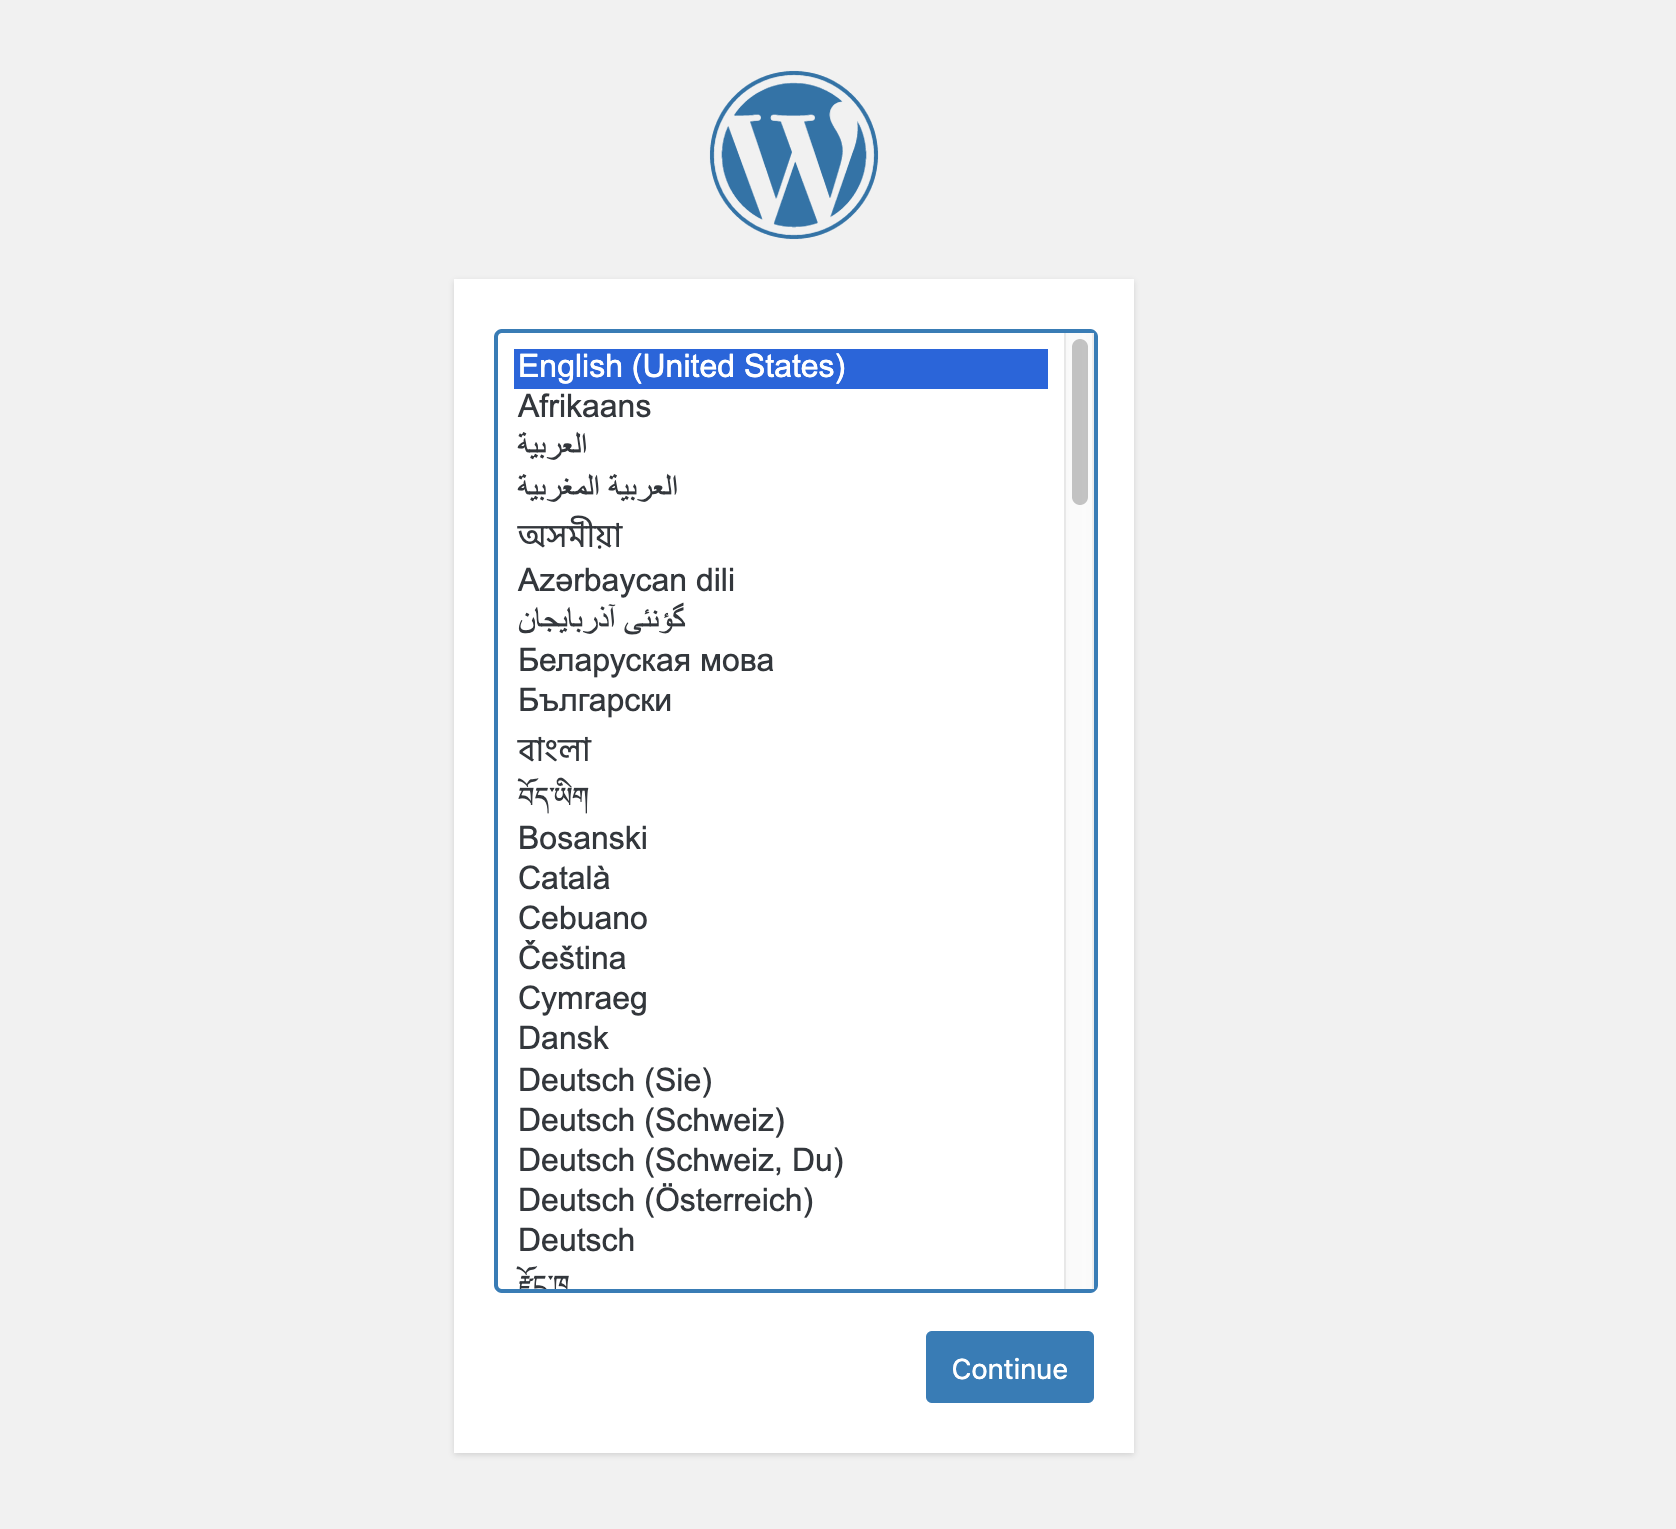 English (United States)
Afrikaans
العربية
العربية المغربية
অসমীয়া
Azərbaycan dili
گؤنئی آذربایجان
Беларуская мова
Български
বাংলা
བོད་ཡིག
Bosanski
Català
Cebuano
Čeština
Cymraeg
Dansk
Deutsch (Sie)
Deutsch (Schweiz)
Deutsch (Schweiz, Du)
Deutsch (Österreich)
Deutsch
རྫོང་ཁ
Continue